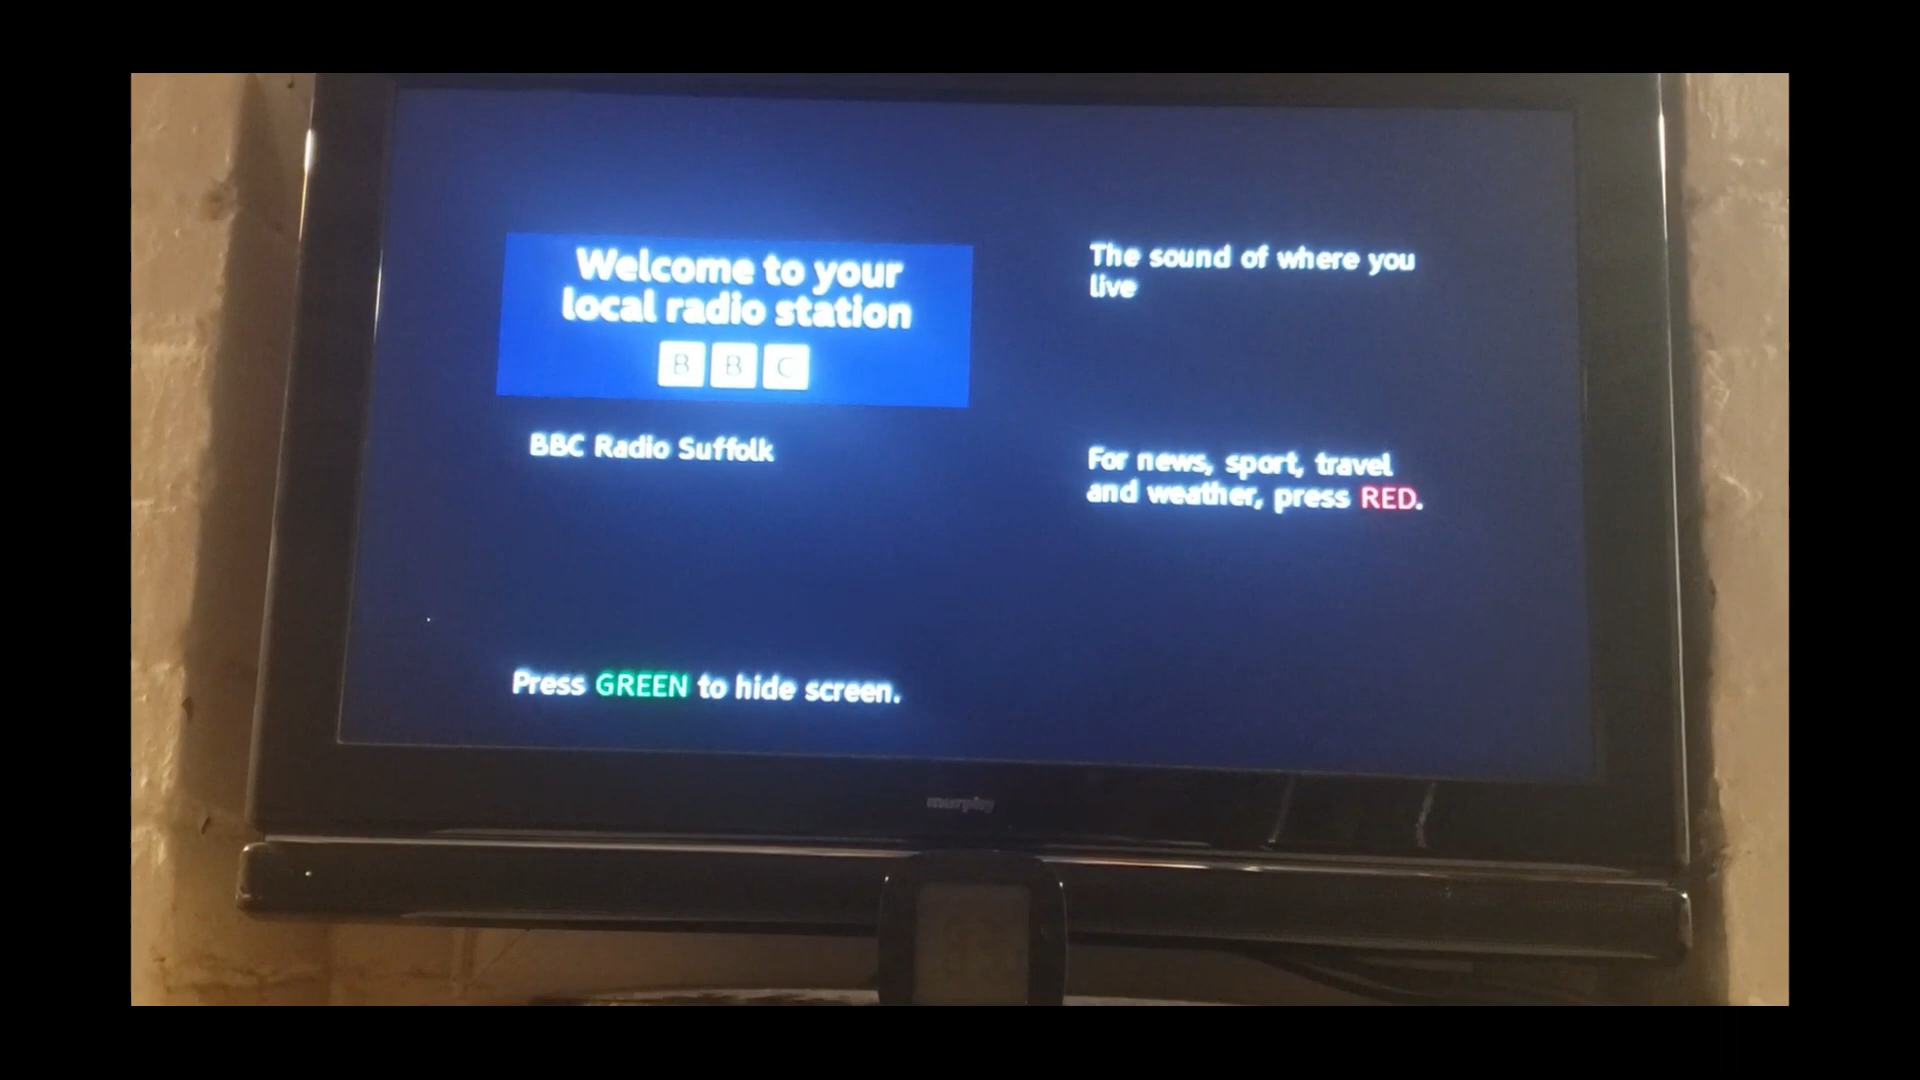 Welcome to your
local radio station
BBC
BBC Radio Suffolk
The sound of where you
live
For news, sport, travel
and weather, press RED.
Press GREEN to hide screen.
murphy